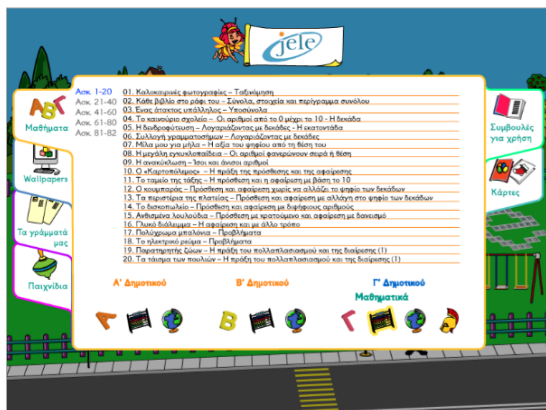 jele
Μαθήματα
Wallpapers
Τα γράμματά
μας
Παιχνίδια
Ασκ. 1-20
Ασκ. 21-40
Ασκ. 41-60
Ασκ. 61-80
Ασκ. 81-82
01. Καλοκαιρινές φωτογραφίες – Ταξινόμηση
02. Κάθε βιβλίο στο ράφι του – Σύνολα, στοιχεία και περίγραμμα συνόλου
03. Ένας άτακτος υπάλληλος – Υποσύνολα
04. Το καινούριο σχολείο – Οι αριθμοί από το 0 μέχρι το 10 - Η δεκάδα
05. Η δενδροφύτευση – Λογαριάζοντας με δεκάδες - Η εκατοντάδα
06. Συλλογή γραμματοσήμων – Λογαριάζοντας με δεκάδες
07. Μίλα μου για μήλα – Η αξία του ψηφίου από τη θέση του
08. Η μεγάλη εγκυκλοπαίδεια – Οι αριθμοί φανερώνουν σειρά ή θέση
09. Η ανακύκλωση – Ίσοι και άνισοι αριθμοί
10. Ο «Καρτοπόλεμος» – Η πράξη της πρόσθεσης και της αφαίρεσης
11. Το ταμείο της τάξης – Πρόσθεση και η αφαίρεση με βάση το 10
12. Ο κουμπαράς – Πρόσθεση και αφαίρεση χωρίς να αλλάζει το ψηφίο των δεκάδων
13. Τα περιστέρια της πλατείας – Πρόσθεση και αφαίρεση με αλλαγή στο ψηφίο των δεκάδων
14. Το διαστημόπλοιο – Πρόσθεση και αφαίρεση με διψήφιους αριθμούς
15. Ανθισμένα λουλούδια – Πρόσθεση με κρατούμενο και αφαίρεση με δανεισμό
16. Γλυκό διάλειμμα – Η αφαίρεση και με άλλο τρόπο
17. Πολύχρωμα μπαλόνια – Προβλήματα
18. Το ηλεκτρικό ρεύμα – Προβλήματα
19. Παρατηρητής ζώων – Η πράξη του πολλαπλασιασμού και της διαίρεσης (1)
20. Το τάισμα των πουλιών – Η πράξη του πολλαπλασιασμού και της διαίρεσης (1)
Α' Δημοτικού
Β' Δημοτικού
Γ' Δημοτικού
Μαθηματικά
Συμβουλές
για χρήση
Κάρτες